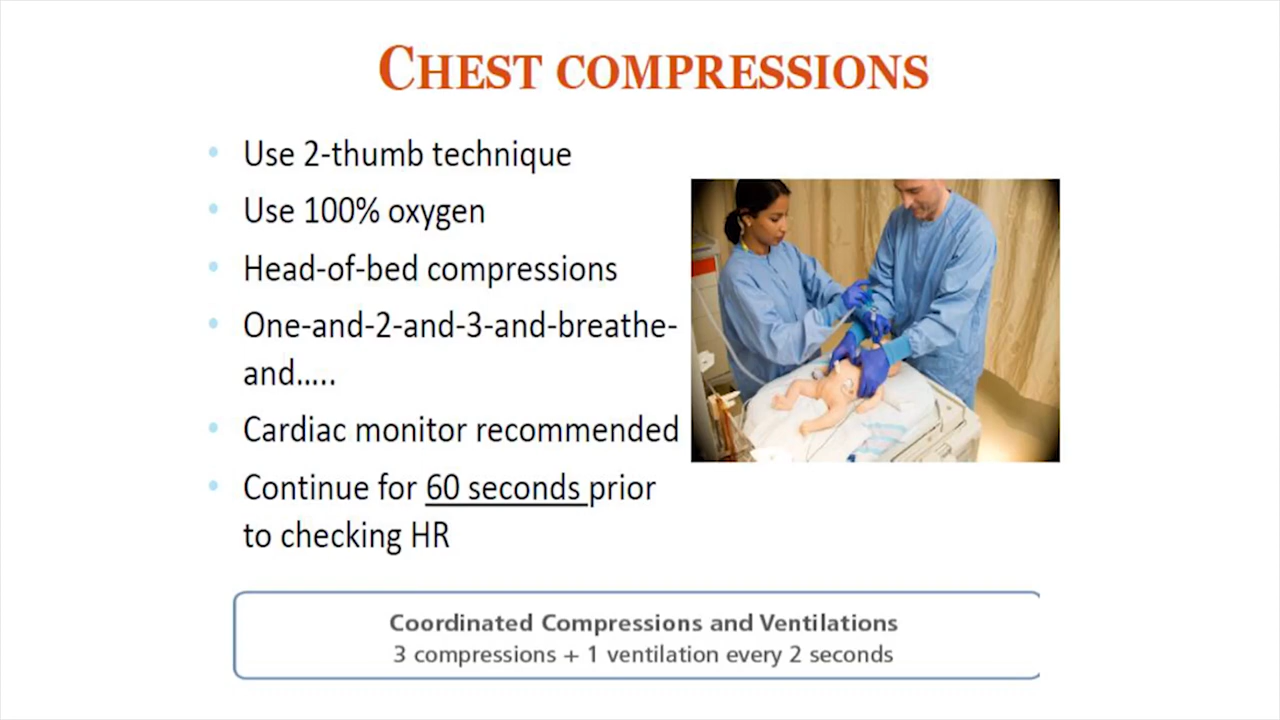 CHEST COMPRESSIONS
• Use 2-thumb technique
• Use 100% oxygen
• Head-of-bed compressions
• One-and-2-and-3-and-breathe-
and.....
• Cardiac monitor recommended
• Continue for 60 seconds prior
to checking HR
Coordinated Compressions and Ventilations
3 compressions + 1 ventilation every 2 seconds